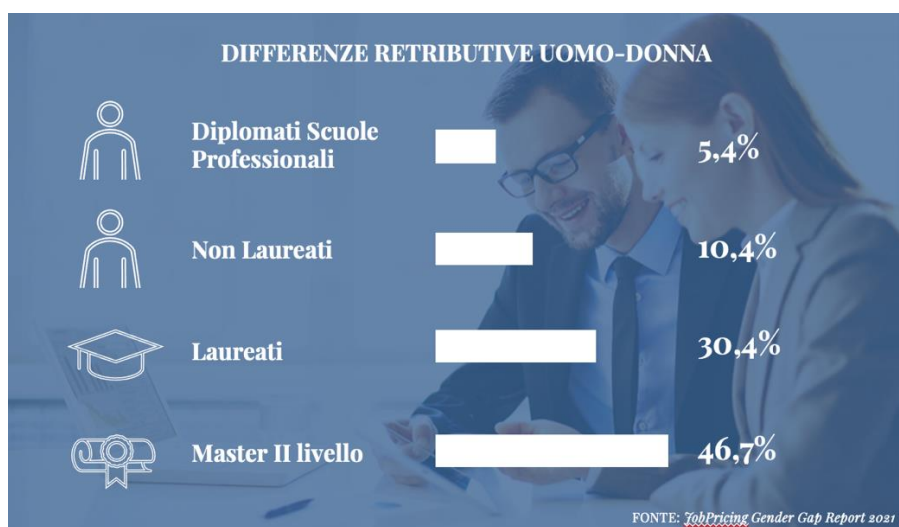 DIFFERENZE RETRIBUTIVE UOMO-DONNA
Diplomati Scuole
Professionali
5,4%
Non Laureati
10,4%
Laureati
30,4%
Master II livello
46,7%
FONTE: JobPricing Gender Gap Report 2021